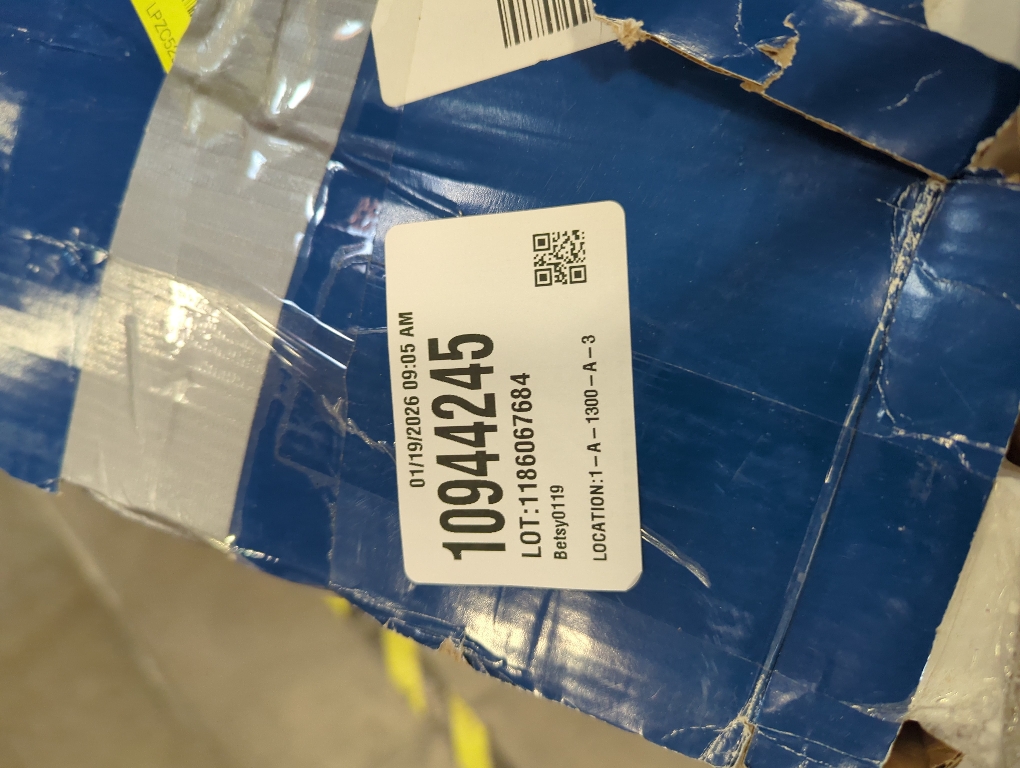 01/19/2026 09:05 AM
10944245
LOT:1186067684
Betsy0119
LOCATION:1-A-1300-A-3